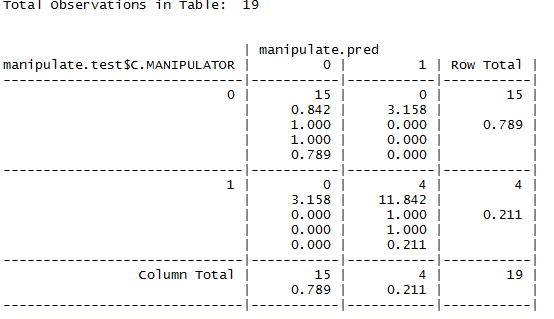 Total Observations in Table:  19
                               | manipulate.pred
manipulate.test$C.MANIPULATOR |         0 |         1 | Row Total |
------------------------------|-----------|-----------|-----------|
                            0 |        15 |         0 |        15 |
                              |     0.842 |     3.158 |           |
                              |     1.000 |     0.000 |     0.789 |
                              |     1.000 |     0.000 |           |
                              |     0.789 |     0.000 |           |
------------------------------|-----------|-----------|-----------|
                            1 |         0 |         4 |         4 |
                              |     3.158 |    11.842 |           |
                              |     0.000 |     1.000 |     0.211 |
                              |     0.000 |     1.000 |           |
                              |     0.000 |     0.211 |           |
------------------------------|-----------|-----------|-----------|
                 Column Total |        15 |         4 |        19 |
                              |     0.789 |     0.211 |           |
------------------------------|-----------|-----------|-----------|